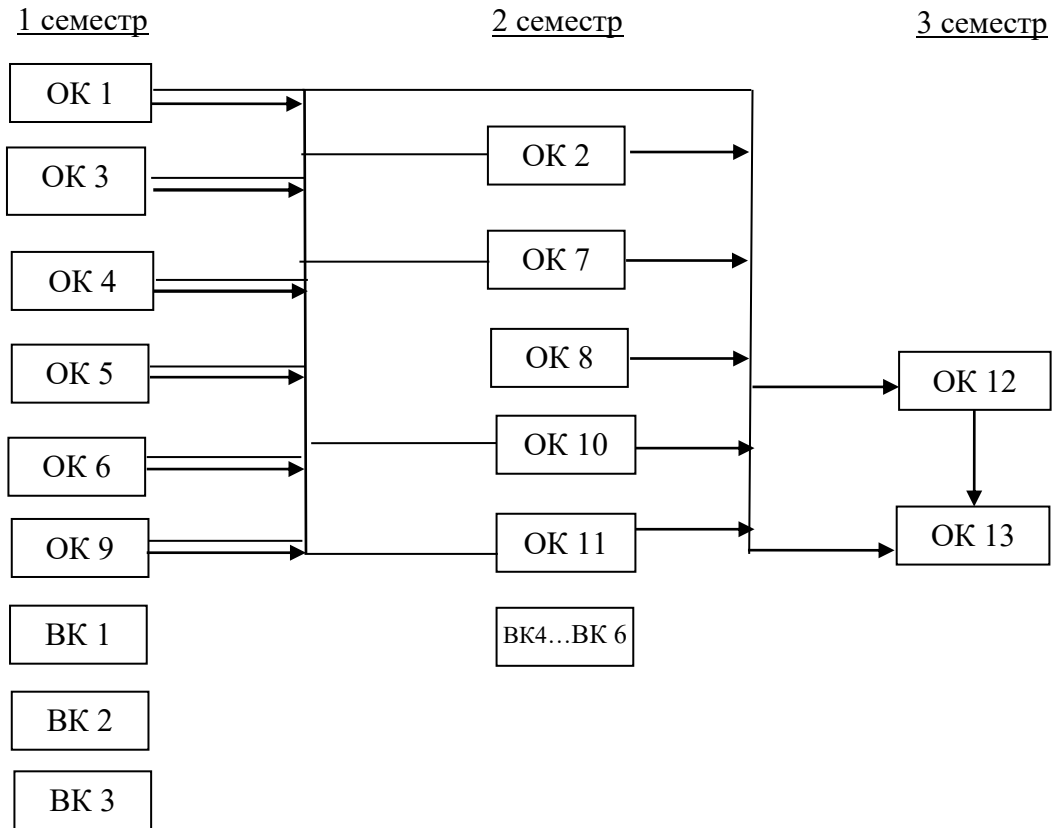 1 семестр
2 семестр
3 семестр
ОК 1
ОК 2
ОК 3
ОК 7
ОК 4
ОК 8
ОК 5
ОК 12
ОК 10
ОК 6
ОК 11
ОК 13
ОК 9
ВК 1
ВК4…ВК 6
ВК 2
ВК 3